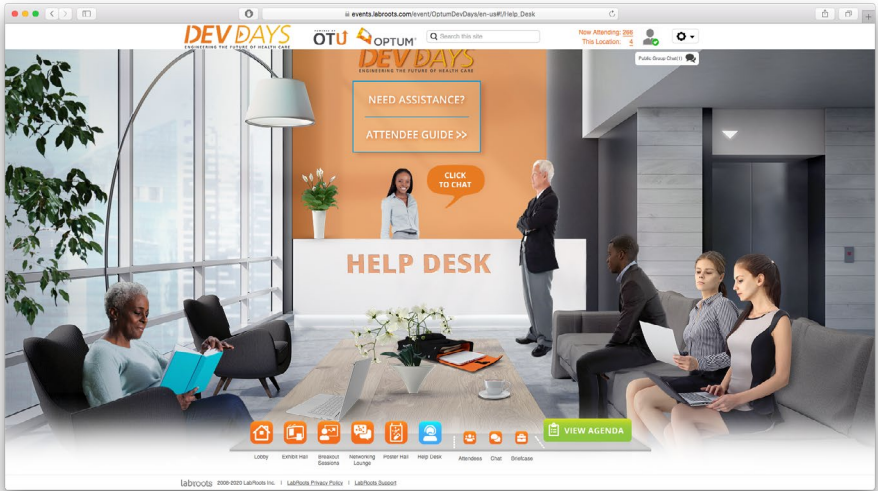 events.labroots.com/event/OptumDevDays/en-us#!/Help_Desk
DEV DAYS
ENGINEERING THE FUTURE OF HEALTH CARE
OTU
OPTUM
Search this site
Now Attending: 266
This Location: 4
Public Group Chat(1)
DEV DAYS
ENGINEERING THE FUTURE OF HEALTH CARE
NEED ASSISTANCE?
ATTENDEE GUIDE >>
CLICK
TO CHAT
HELP DESK
VIEW AGENDA
Lobby
Exhibit Hall
Breakout
Sessions
Networking
Lounge
Poster Hall
Help Desk
Attendees
Chat
Briefcase
labroots 2008-2020 LabRoots Inc. | LabRoots Privacy Policy | LabRoots Support